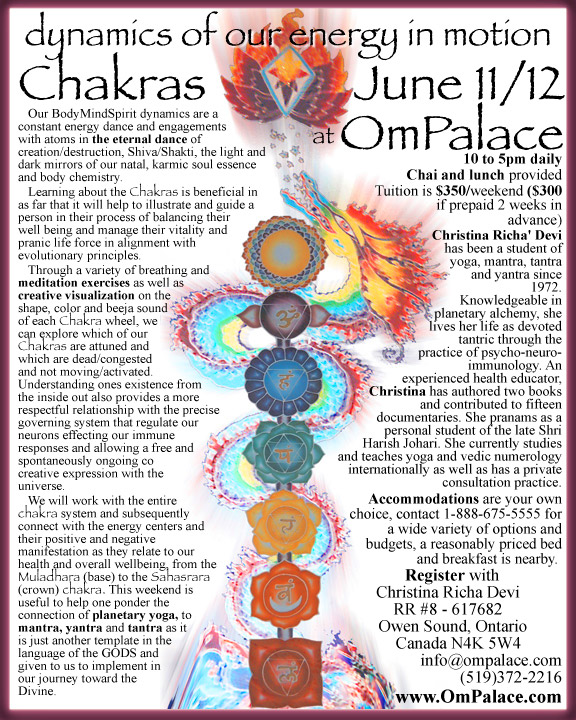 dynamics of our energy in motion
Chakras
June 11/12
at OmPalace
Our BodyMindSpirit dynamics are a
constant energy dance and engagements
with atoms in the eternal dance of
creation/destruction, Shiva/Shakti, the light and
dark mirrors of our natal, karmic soul essence
and body chemistry.
Learning about the Chakras is beneficial in
as far that it will help to illustrate and guide a
person in their process of balancing their
well being and manage their vitality and
pranic life force in alignment with
evolutionary principles.
Through a variety of breathing and
meditation exercises as well as
creative visualization on the
shape, color and beeja sound
of each Chakra wheel, we
can explore which of our
Chakras are attuned and
which are dead/congested
and not moving/activated.
Understanding ones existence from
the inside out also provides a more
respectful relationship with the precise
governing system that regulate our
neurons effecting our immune
responses and allowing a free and
spontaneously ongoing co
creative expression with the
universe.
We will work with the entire
chakra system and subsequently
connect with the energy centers and
their positive and negative
manifestation as they relate to our
health and overall wellbeing, from the
Muladhara (base) to the Sahasrara
(crown) chakra. This weekend is
useful to help one ponder the
connection of planetary yoga, to
mantra, yantra and tantra as it
is just another template in the
language of the GODS and
given to us to implement in
our journey toward the
Divine.
10 to 5pm daily
Chai and lunch provided
Tuition is $350/weekend ($300
if prepaid 2 weeks in
advance)
Christina Richa' Devi
has been a student of
yoga, mantra, tantra
and yantra since
1972.
Knowledgeable in
planetary alchemy, she
lives her life as devoted
tantric through the
practice of psycho-neuro-
immunology. An
experienced health educator,
Christina has authored two books
and contributed to fifteen
documentaries. She pranams as a
personal student of the late Shri
Harish Johari. She currently studies
and teaches yoga and vedic numerology
internationally as well as has a private
consultation practice.
Accommodations are your own
choice, contact 1-888-675-5555 for
a wide variety of options and
budgets, a reasonably priced bed
and breakfast is nearby.
Register with
Christina Richa Devi
RR #8 - 617682
Owen Sound, Ontario
Canada N4K 5W4
info@ompalace.com
(519)372-2216
www.OmPalace.com
ॐ
हं
यं
रं
वं
लं